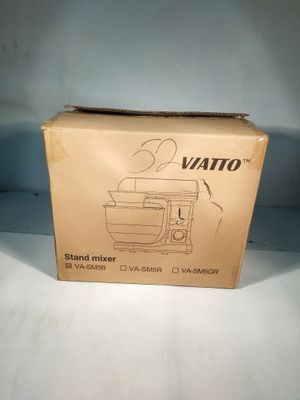 52 VIATTO™
Stand mixer
☒ VA-SM5B ☐ VA-SM5R ☐ VA-SM5GR